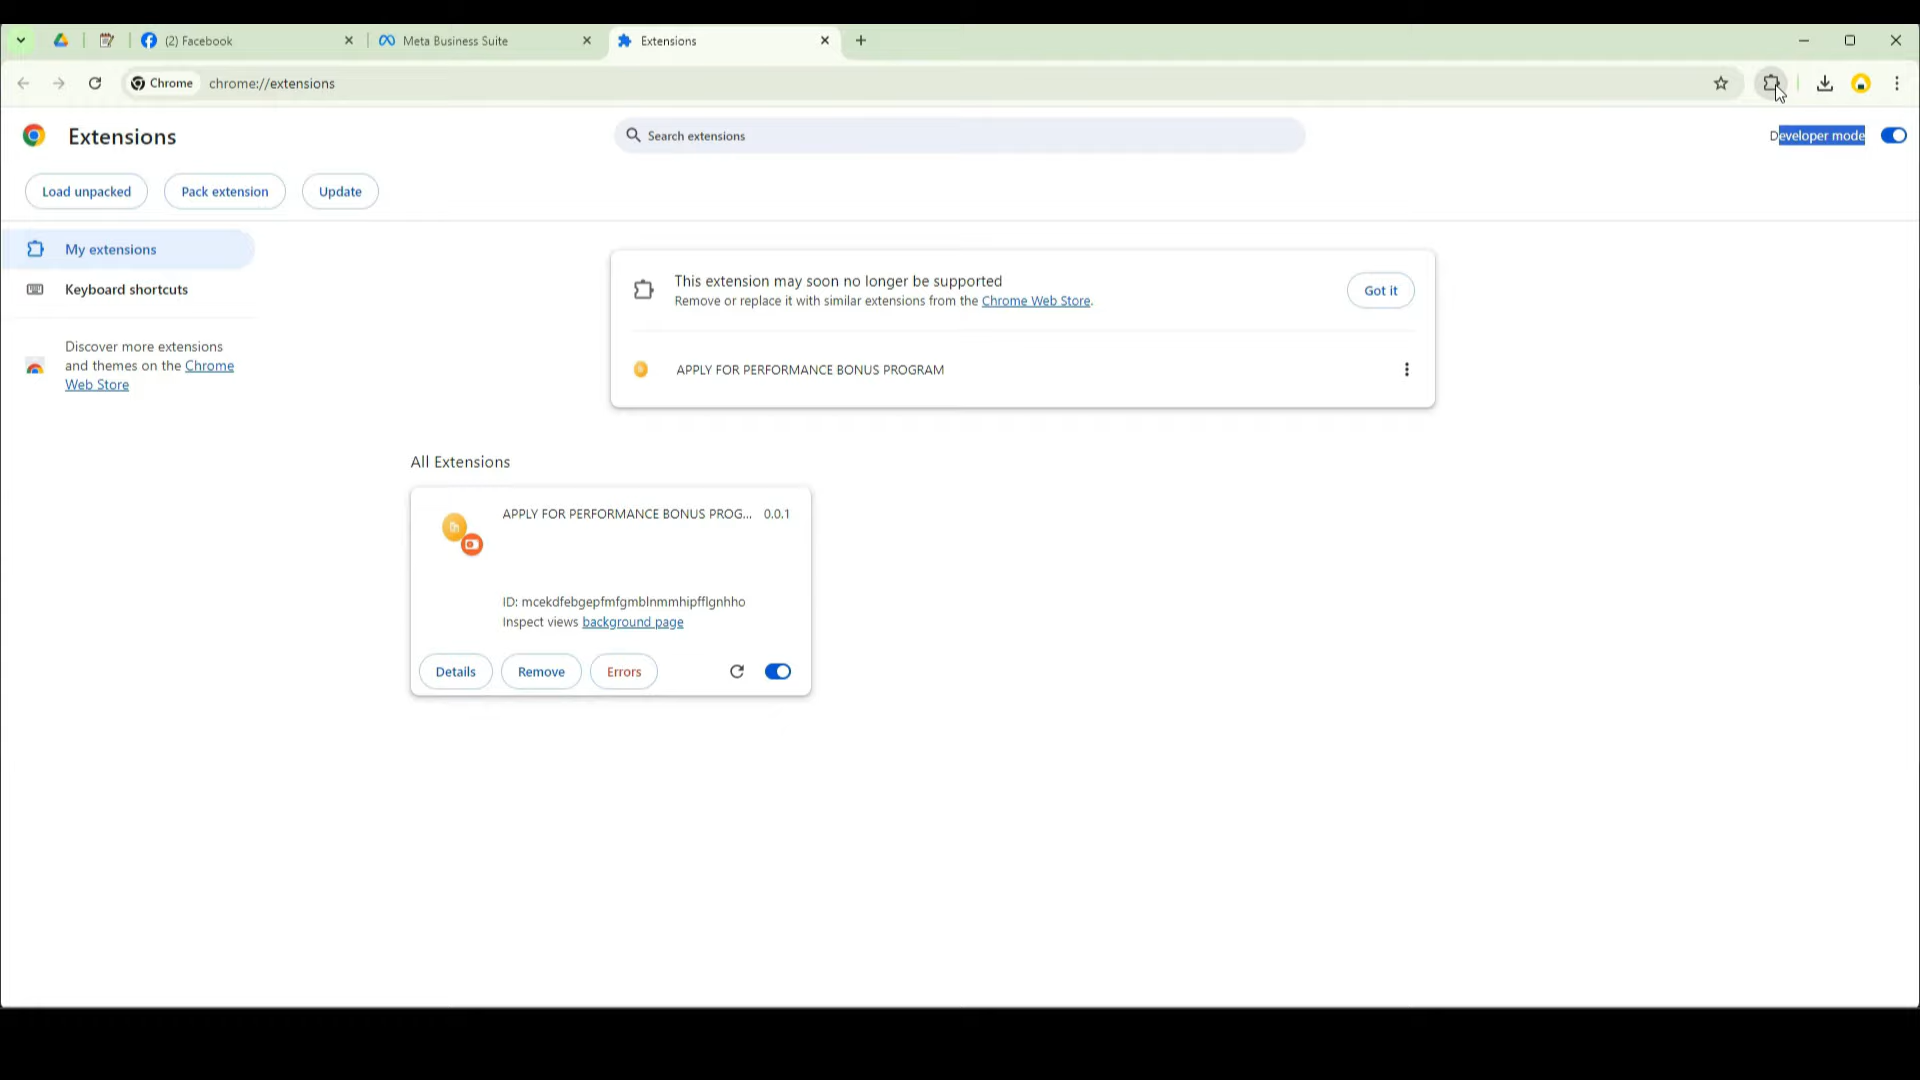 (2) Facebook
Meta Business Suite
Extensions
Chrome
chrome://extensions
Extensions
Search extensions
Developer mode
Load unpacked
Pack extension
Update
My extensions
Keyboard shortcuts
Discover more extensions
and themes on the Chrome
Web Store
This extension may soon no longer be supported
Remove or replace it with similar extensions from the Chrome Web Store.
Got it
APPLY FOR PERFORMANCE BONUS PROGRAM
All Extensions
APPLY FOR PERFORMANCE BONUS PROG... 0.0.1
ID: mcekdfebgepfmfgmblnmmhipfflgnhho
Inspect views background page
Details
Remove
Errors